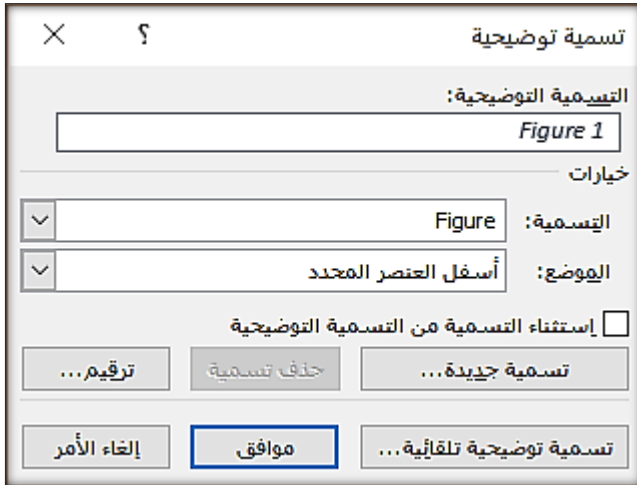 تسمية توضيحية ؟
التسمية التوضيحية:
Figure 1
خيارات
التسمية: Figure
الموضع: أسفل العنصر المحدد
إستثناء التسمية من التسمية التوضيحية
تسمية جديدة... حذف تسمية ترقيم...
تسمية توضيحية تلقائية... موافق إلغاء الأمر